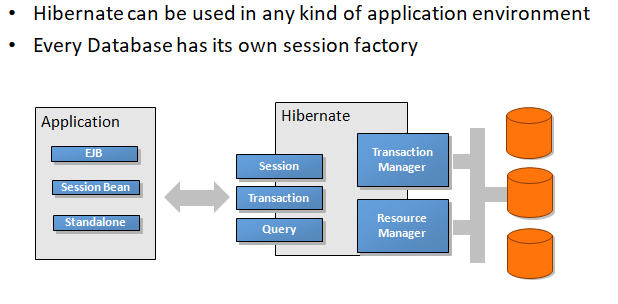 • Hibernate can be used in any kind of application environment
• Every Database has its own session factory
Application
EJB
Session Bean
Standalone
Hibernate
Session
Transaction
Query
Transaction
Manager
Resource
Manager